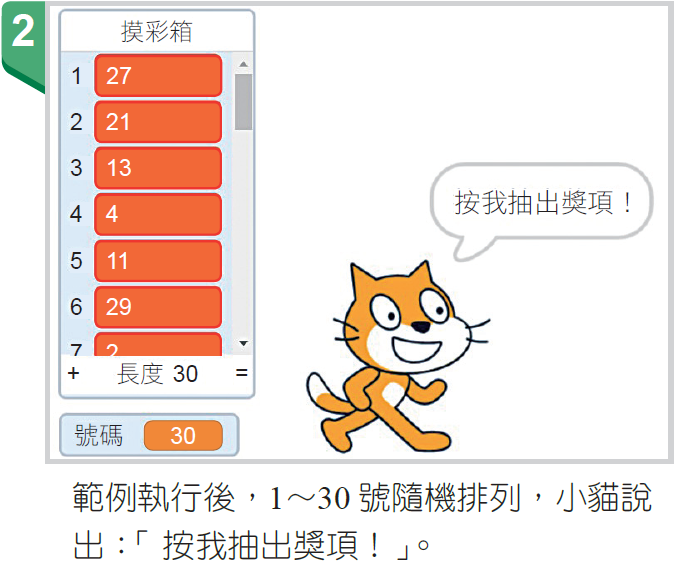 2
摸彩箱
1 27
2 21
3 13
4 4
5 11
6 29
7 2
+ 長度 30 =
號碼 30
按我抽出獎項！
範例執行後，1～30 號隨機排列，小貓說
出：「 按我抽出獎項！」。